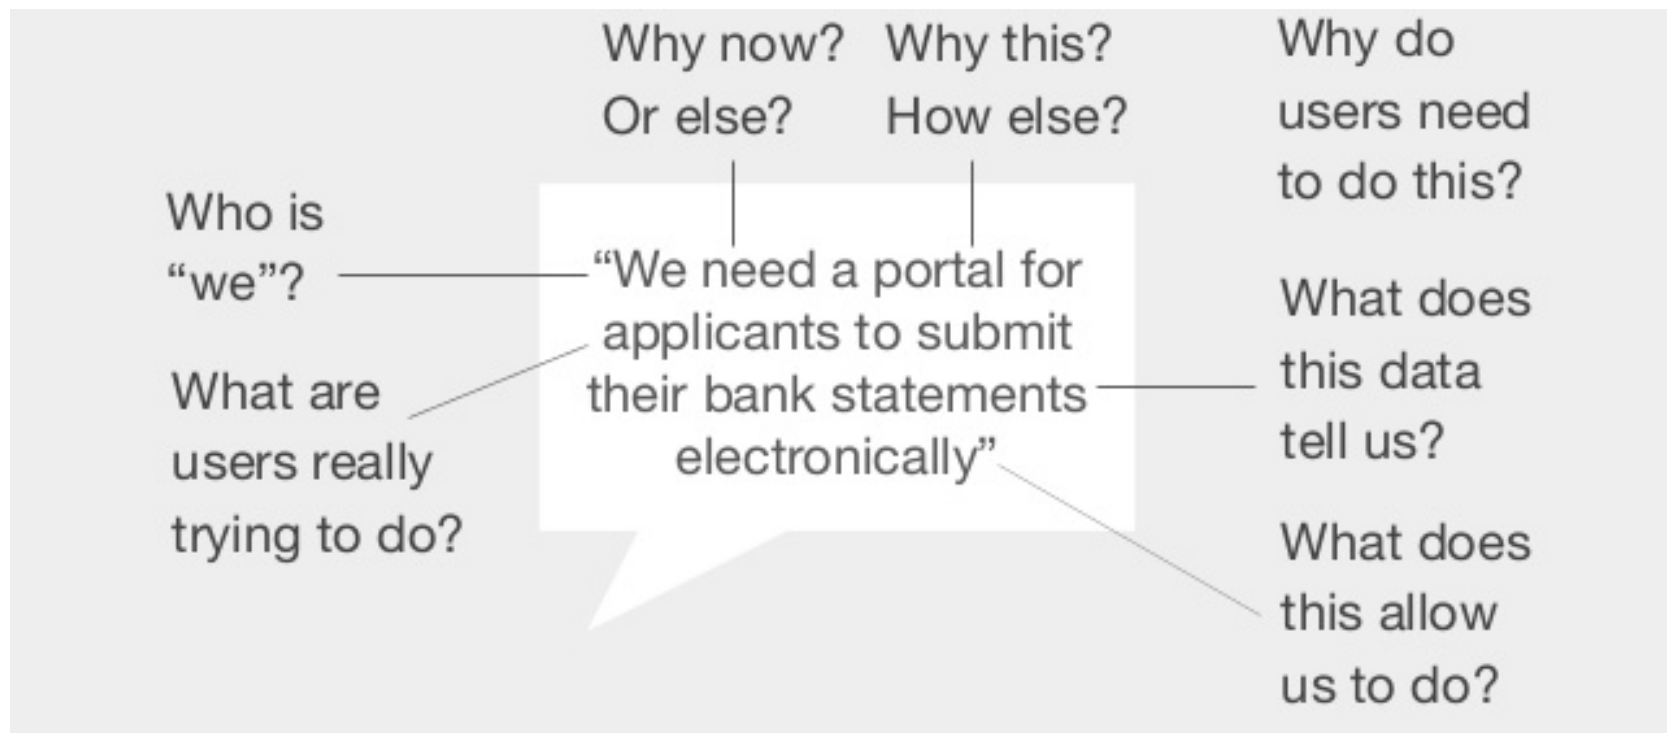 Why now?
Or else?
Why this?
How else?
Why do
users need
to do this?
Who is
“we”?
“We need a portal for
applicants to submit
their bank statements
electronically”
What are
users really
trying to do?
What does
this data
tell us?
What does
this allow
us to do?